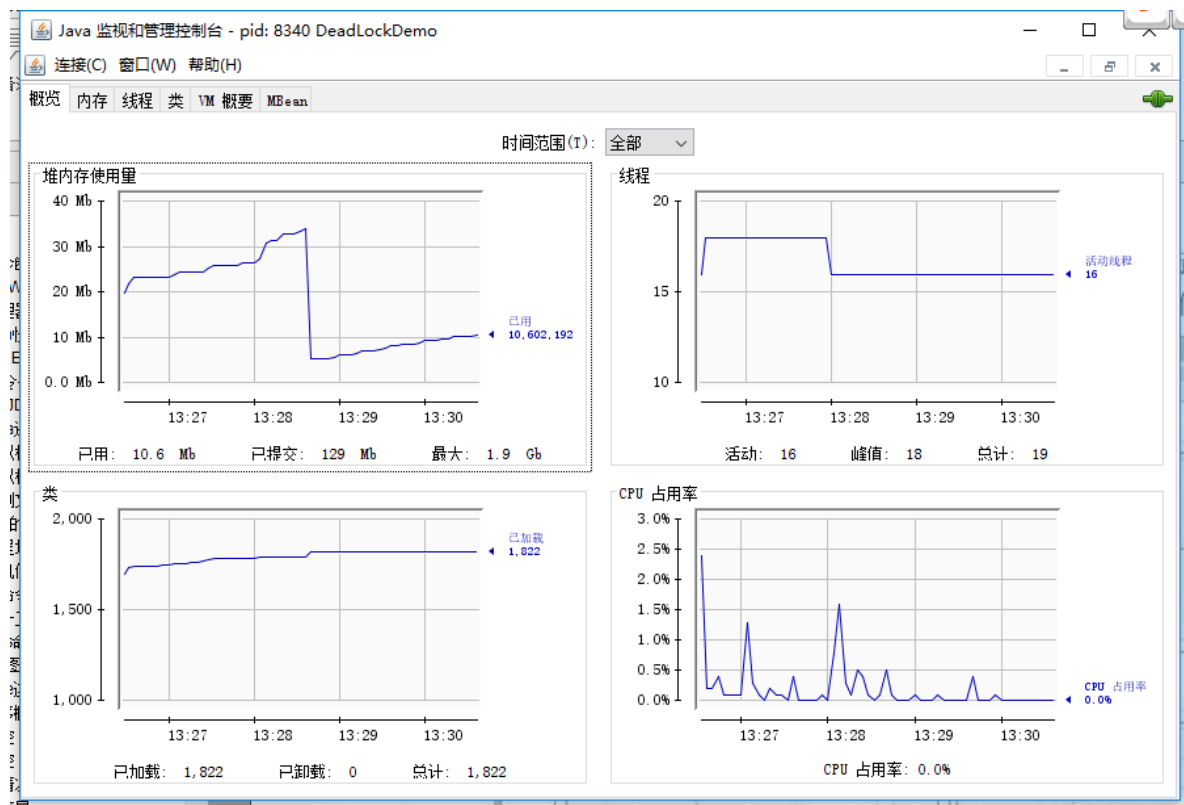 Java 监视和管理控制台 - pid: 8340 DeadLockDemo
连接(C) 窗口(W) 帮助(H)
概览 内存 线程 类 VM 概要 MBean
时间范围(T): 全部
堆内存使用量
40 Mb
30 Mb
20 Mb
10 Mb
0.0 Mb
已用
10,602,192
13:27 13:28 13:29 13:30
已用: 10.6 Mb 已提交: 129 Mb 最大: 1.9 Gb
线程
20
15
10
活动线程
16
13:27 13:28 13:29 13:30
活动: 16 峰值: 18 总计: 19
类
2,000
1,500
1,000
已加载
1,822
13:27 13:28 13:29 13:30
已加载: 1,822 已卸载: 0 总计: 1,822
CPU 占用率
3.0%
2.5%
2.0%
1.5%
1.0%
0.5%
0.0%
CPU 占用率
0.0%
13:27 13:28 13:29 13:30
CPU 占用率: 0.0%